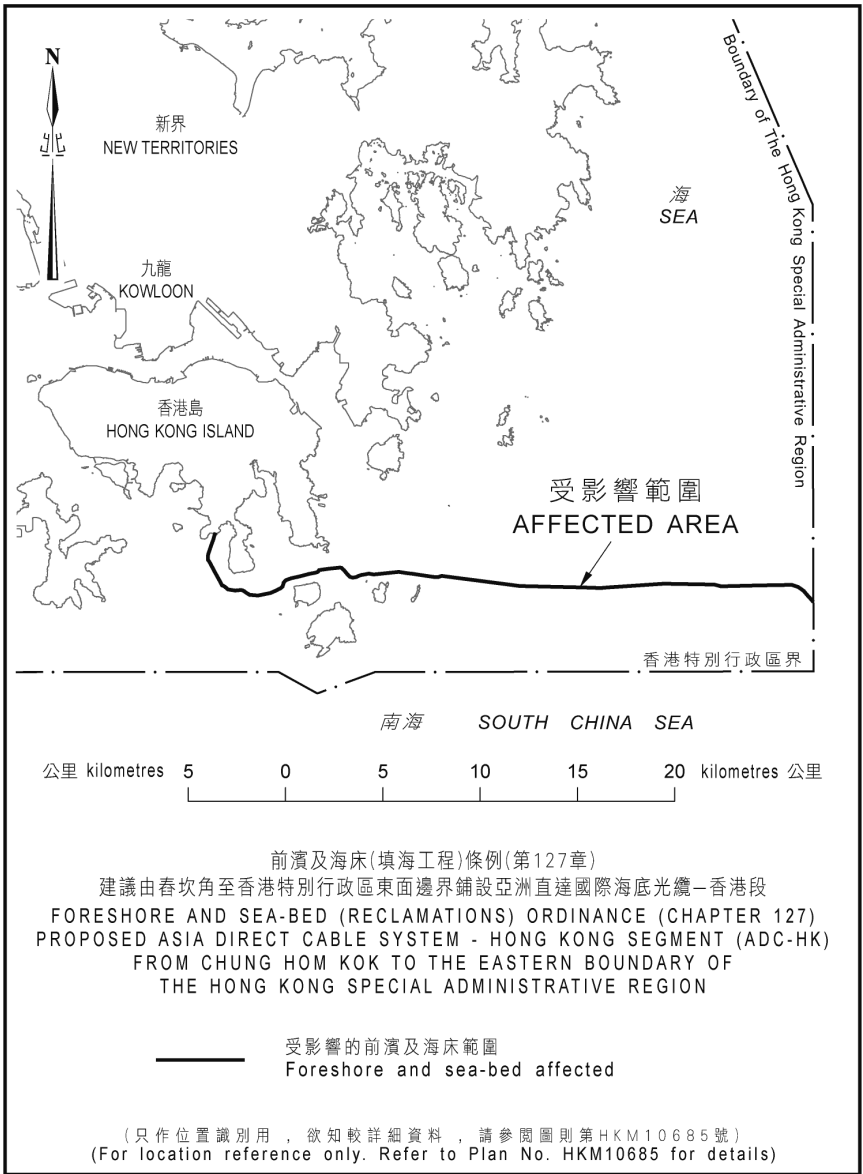 N
Boundary of The Hong Kong Special Administrative Region
新界
NEW TERRITORIES
海
SEA
九龍
KOWLOON
香港島
HONG KONG ISLAND
受影響範圍
AFFECTED AREA
香港特別行政區界
南海 SOUTH CHINA SEA
公里 kilometres 5 0 5 10 15 20 kilometres 公里
前濱及海床(填海工程)條例(第127章)
建議由舂坎角至香港特別行政區東面邊界鋪設亞洲直達國際海底光纜–香港段
FORESHORE AND SEA-BED (RECLAMATIONS) ORDINANCE (CHAPTER 127)
PROPOSED ASIA DIRECT CABLE SYSTEM - HONG KONG SEGMENT (ADC-HK)
FROM CHUNG HOM KOK TO THE EASTERN BOUNDARY OF
THE HONG KONG SPECIAL ADMINISTRATIVE REGION
受影響的前濱及海床範圍
Foreshore and sea-bed affected
(只作位置識別用 , 欲知較詳細資料 , 請參閱圖則第HKM10685號)
(For location reference only. Refer to Plan No. HKM10685 for details)